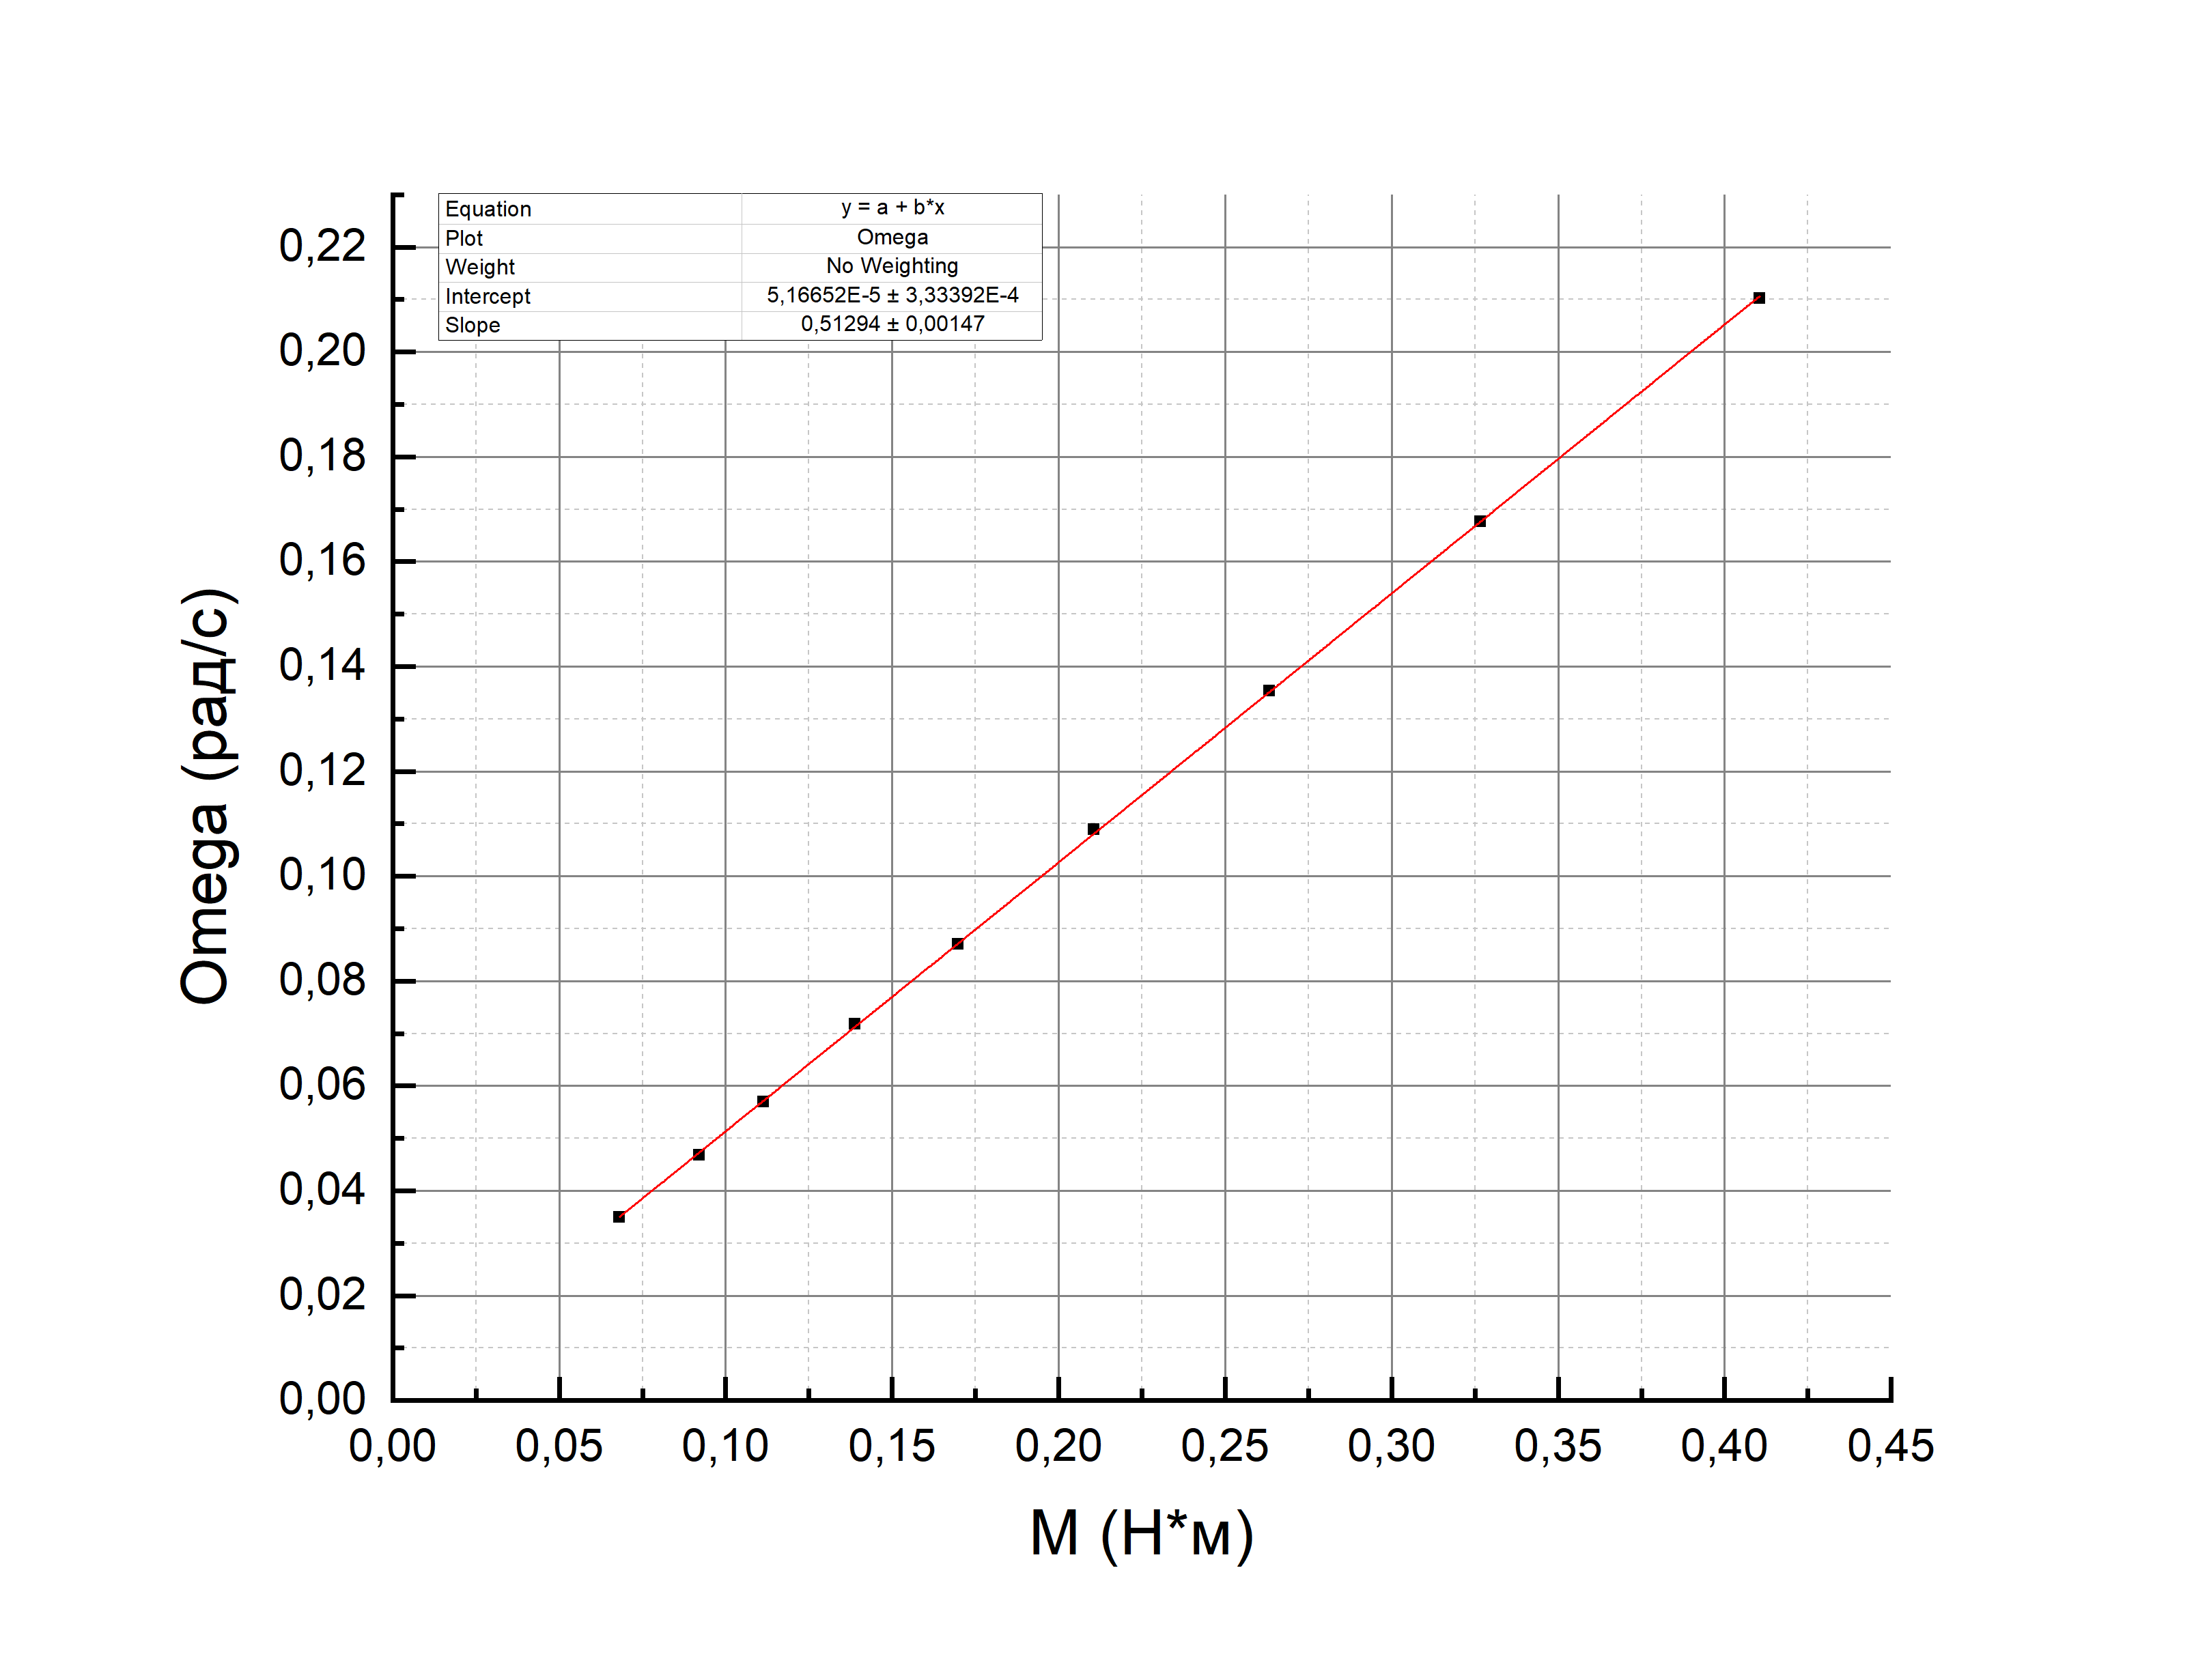 Equation y = a + b*x
Plot Omega
Weight No Weighting
Intercept 5,16652E-5 ± 3,33392E-4
Slope 0,51294 ± 0,00147
0,22
0,20
0,18
0,16
0,14
0,12
0,10
0,08
0,06
0,04
0,02
0,00
Omega (рад/с)
0,00 0,05 0,10 0,15 0,20 0,25 0,30 0,35 0,40 0,45
М (Н*м)